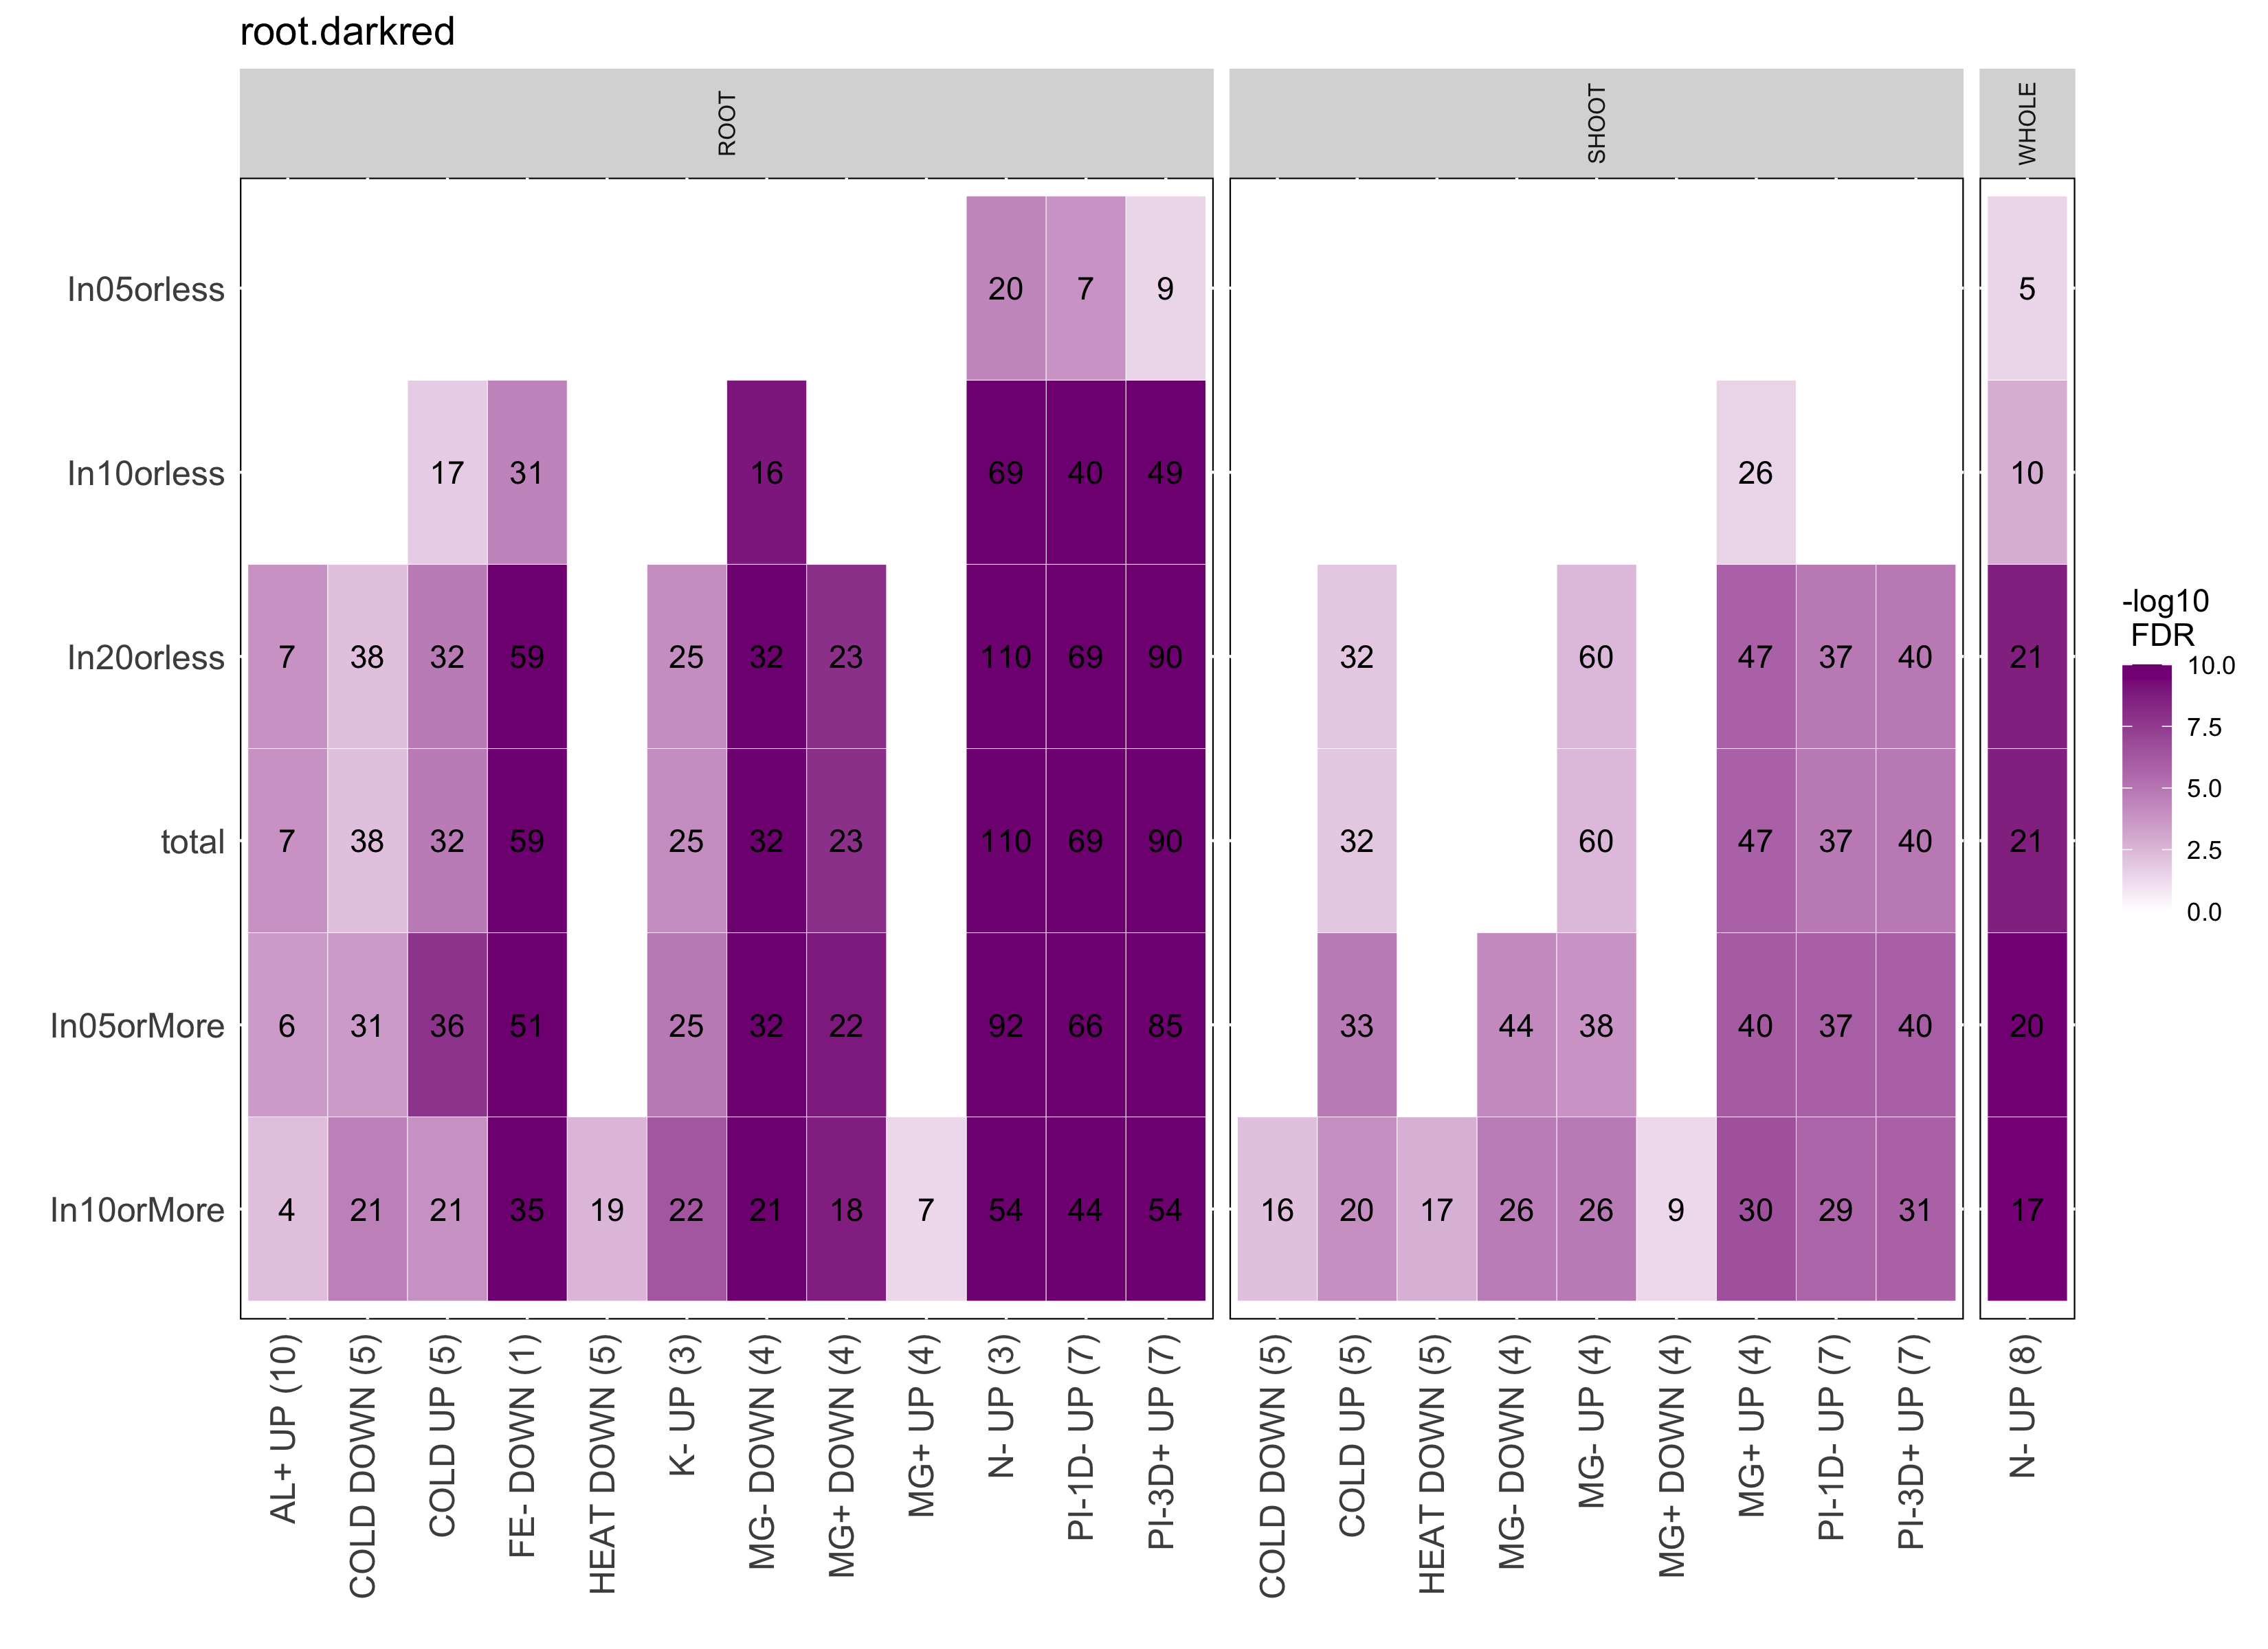 root.darkred
ROOT SHOOT WHOLE
In05orless 20 7 9 5
In10orless 17 31 16 69 40 49 26 10
In20orless 7 38 32 59 25 32 23 110 69 90 32 60 47 37 40 21
total 7 38 32 59 25 32 23 110 69 90 32 60 47 37 40 21
In05orMore 6 31 36 51 25 32 22 92 66 85 33 44 38 40 37 40 20
In10orMore 4 21 21 35 19 22 21 18 7 54 44 54 16 20 17 26 26 9 30 29 31 17
AL+ UP (10)
COLD DOWN (5)
COLD UP (5)
FE- DOWN (1)
HEAT DOWN (5)
K- UP (3)
MG- DOWN (4)
MG+ DOWN (4)
MG+ UP (4)
N- UP (3)
PI-1D- UP (7)
PI-3D+ UP (7)
COLD DOWN (5)
COLD UP (5)
HEAT DOWN (5)
MG- DOWN (4)
MG- UP (4)
MG+ DOWN (4)
MG+ UP (4)
PI-1D- UP (7)
PI-3D+ UP (7)
N- UP (8)
-log10
FDR
10.0
7.5
5.0
2.5
0.0